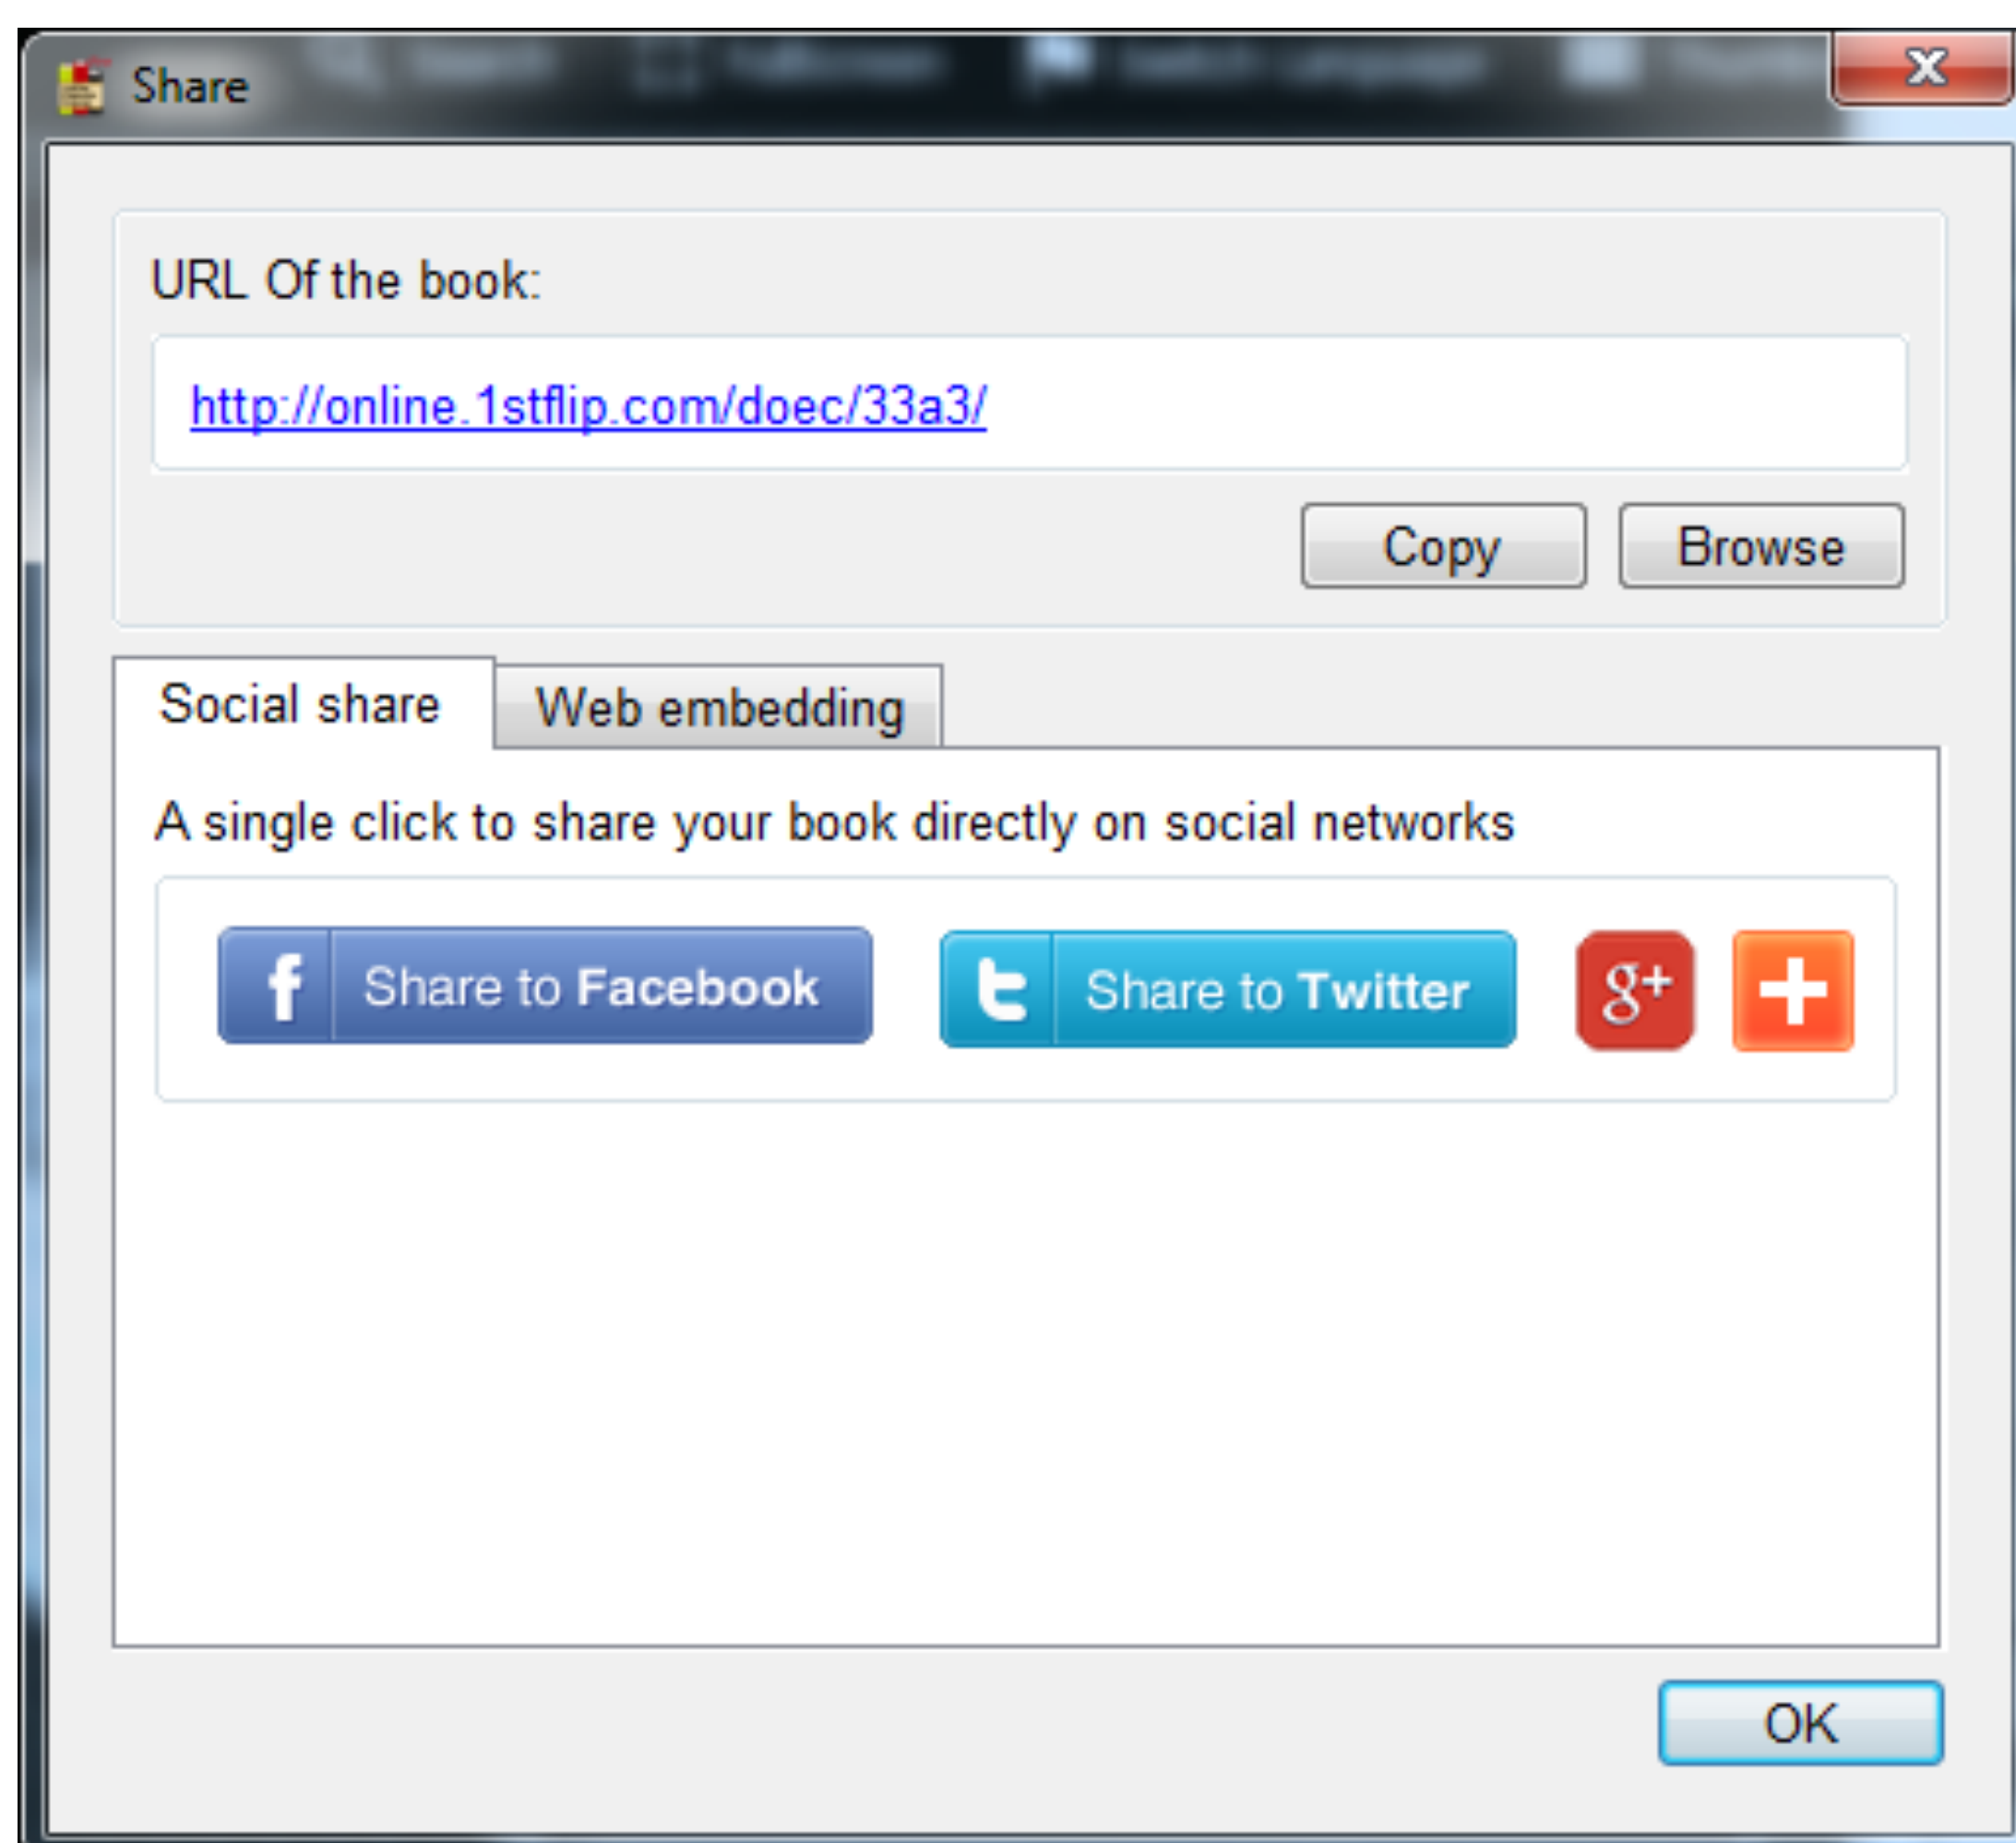 Share
URL Of the book:
http://online.1stflip.com/doec/33a3/
Copy Browse
Social share Web embedding
A single click to share your book directly on social networks
f Share to Facebook t Share to Twitter g+ +
OK